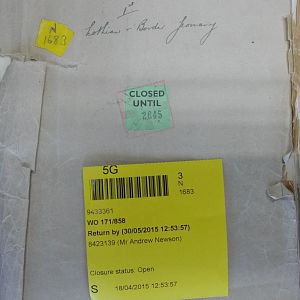 1st
Lothian & Border Yeomanry
N
1683
CLOSED
UNTIL
2045
5G
3
N
1683
9433361
WO 171/858
Return by (30/05/2015 12:53:57)
8423139 (Mr Andrew Newson)
Closure status: Open
S
18/04/2015 12:53:57